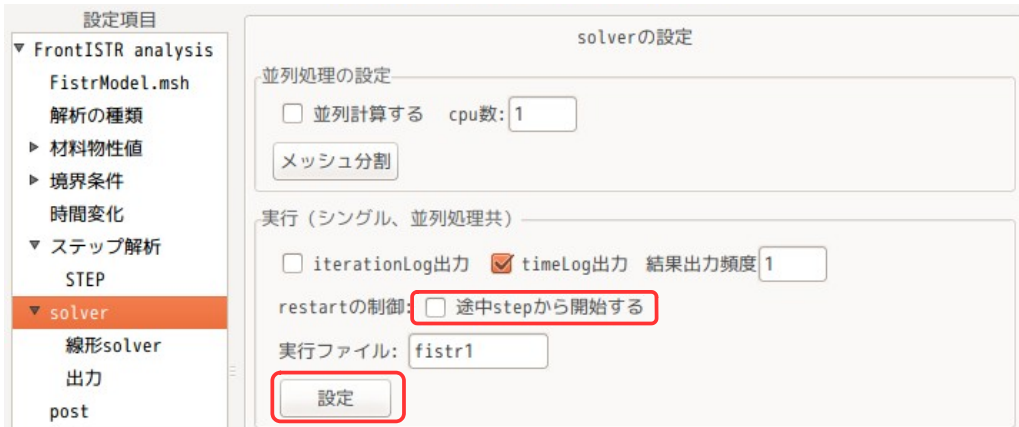 設定項目
▼ FrontISTR analysis
FistrModel.msh
解析の種類
▶ 材料物性値
▶ 境界条件
時間変化
▼ ステップ解析
STEP
▼ solver
線形solver
出力
post
solverの設定
並列処理の設定
並列計算する cpu数: 1
メッシュ分割
実行（シングル、並列処理共）
iterationLog出力 timeLog出力 結果出力頻度 1
restartの制御: 途中stepから開始する
実行ファイル: fistr1
設定